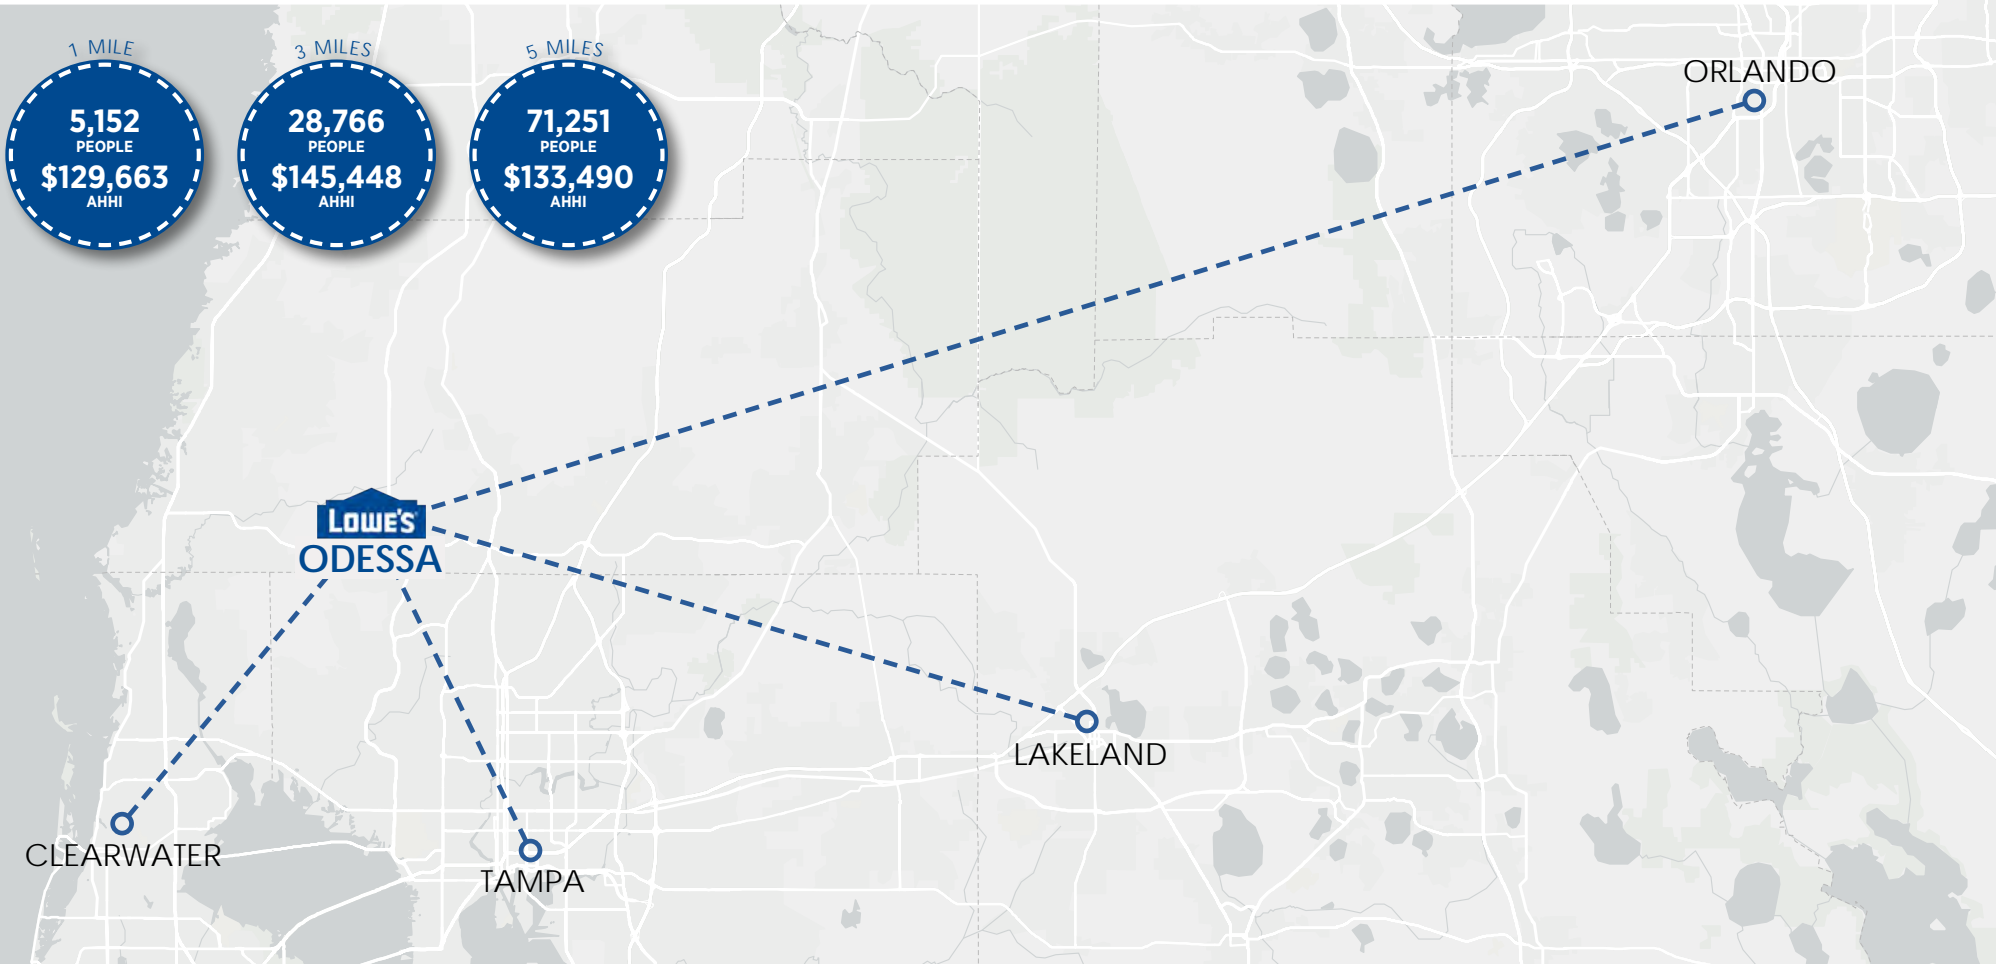 1 MILE
5,152
PEOPLE
$129,663
AHHI
3 MILES
28,766
PEOPLE
$145,448
AHHI
5 MILES
71,251
PEOPLE
$133,490
AHHI
ORLANDO
LOWE'S
ODESSA
LAKELAND
CLEARWATER
TAMPA